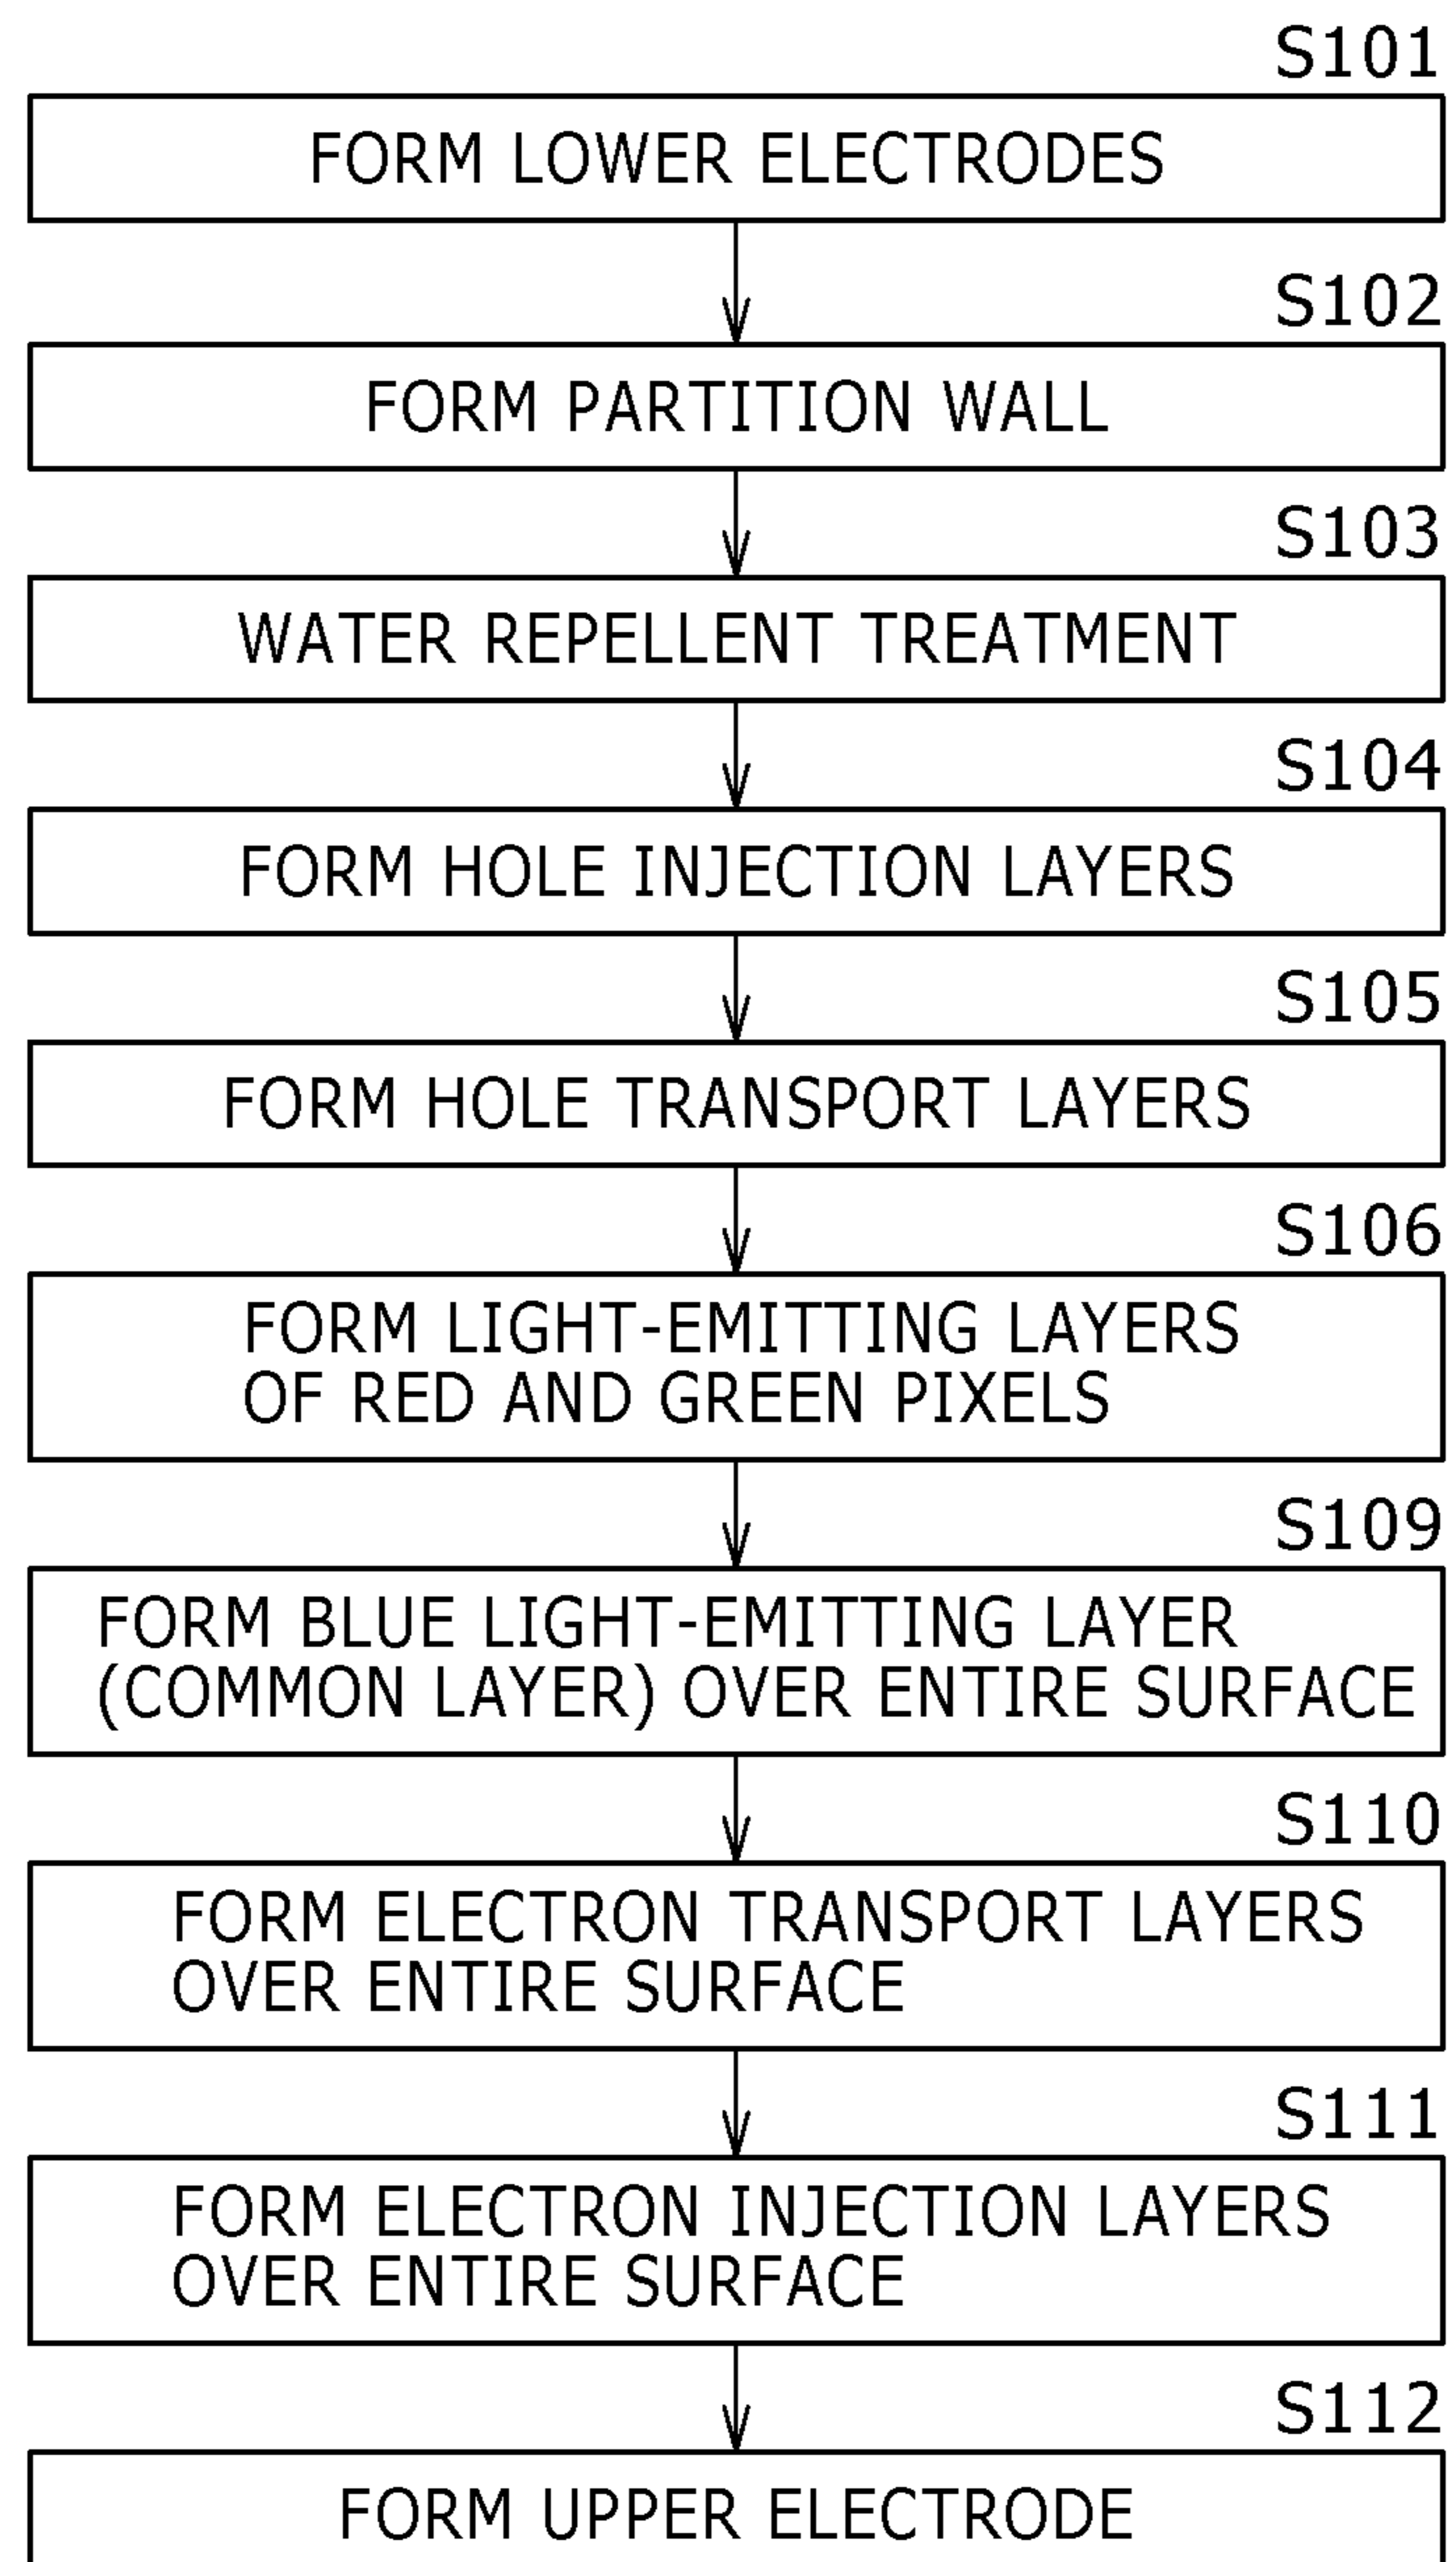 S101
FORM LOWER ELECTRODES
S102
FORM PARTITION WALL
S103
WATER REPELLENT TREATMENT
S104
FORM HOLE INJECTION LAYERS
S105
FORM HOLE TRANSPORT LAYERS
S106
FORM LIGHT-EMITTING LAYERS
OF RED AND GREEN PIXELS
S109
FORM BLUE LIGHT-EMITTING LAYER
(COMMON LAYER) OVER ENTIRE SURFACE
S110
FORM ELECTRON TRANSPORT LAYERS
OVER ENTIRE SURFACE
S111
FORM ELECTRON INJECTION LAYERS
OVER ENTIRE SURFACE
S112
FORM UPPER ELECTRODE